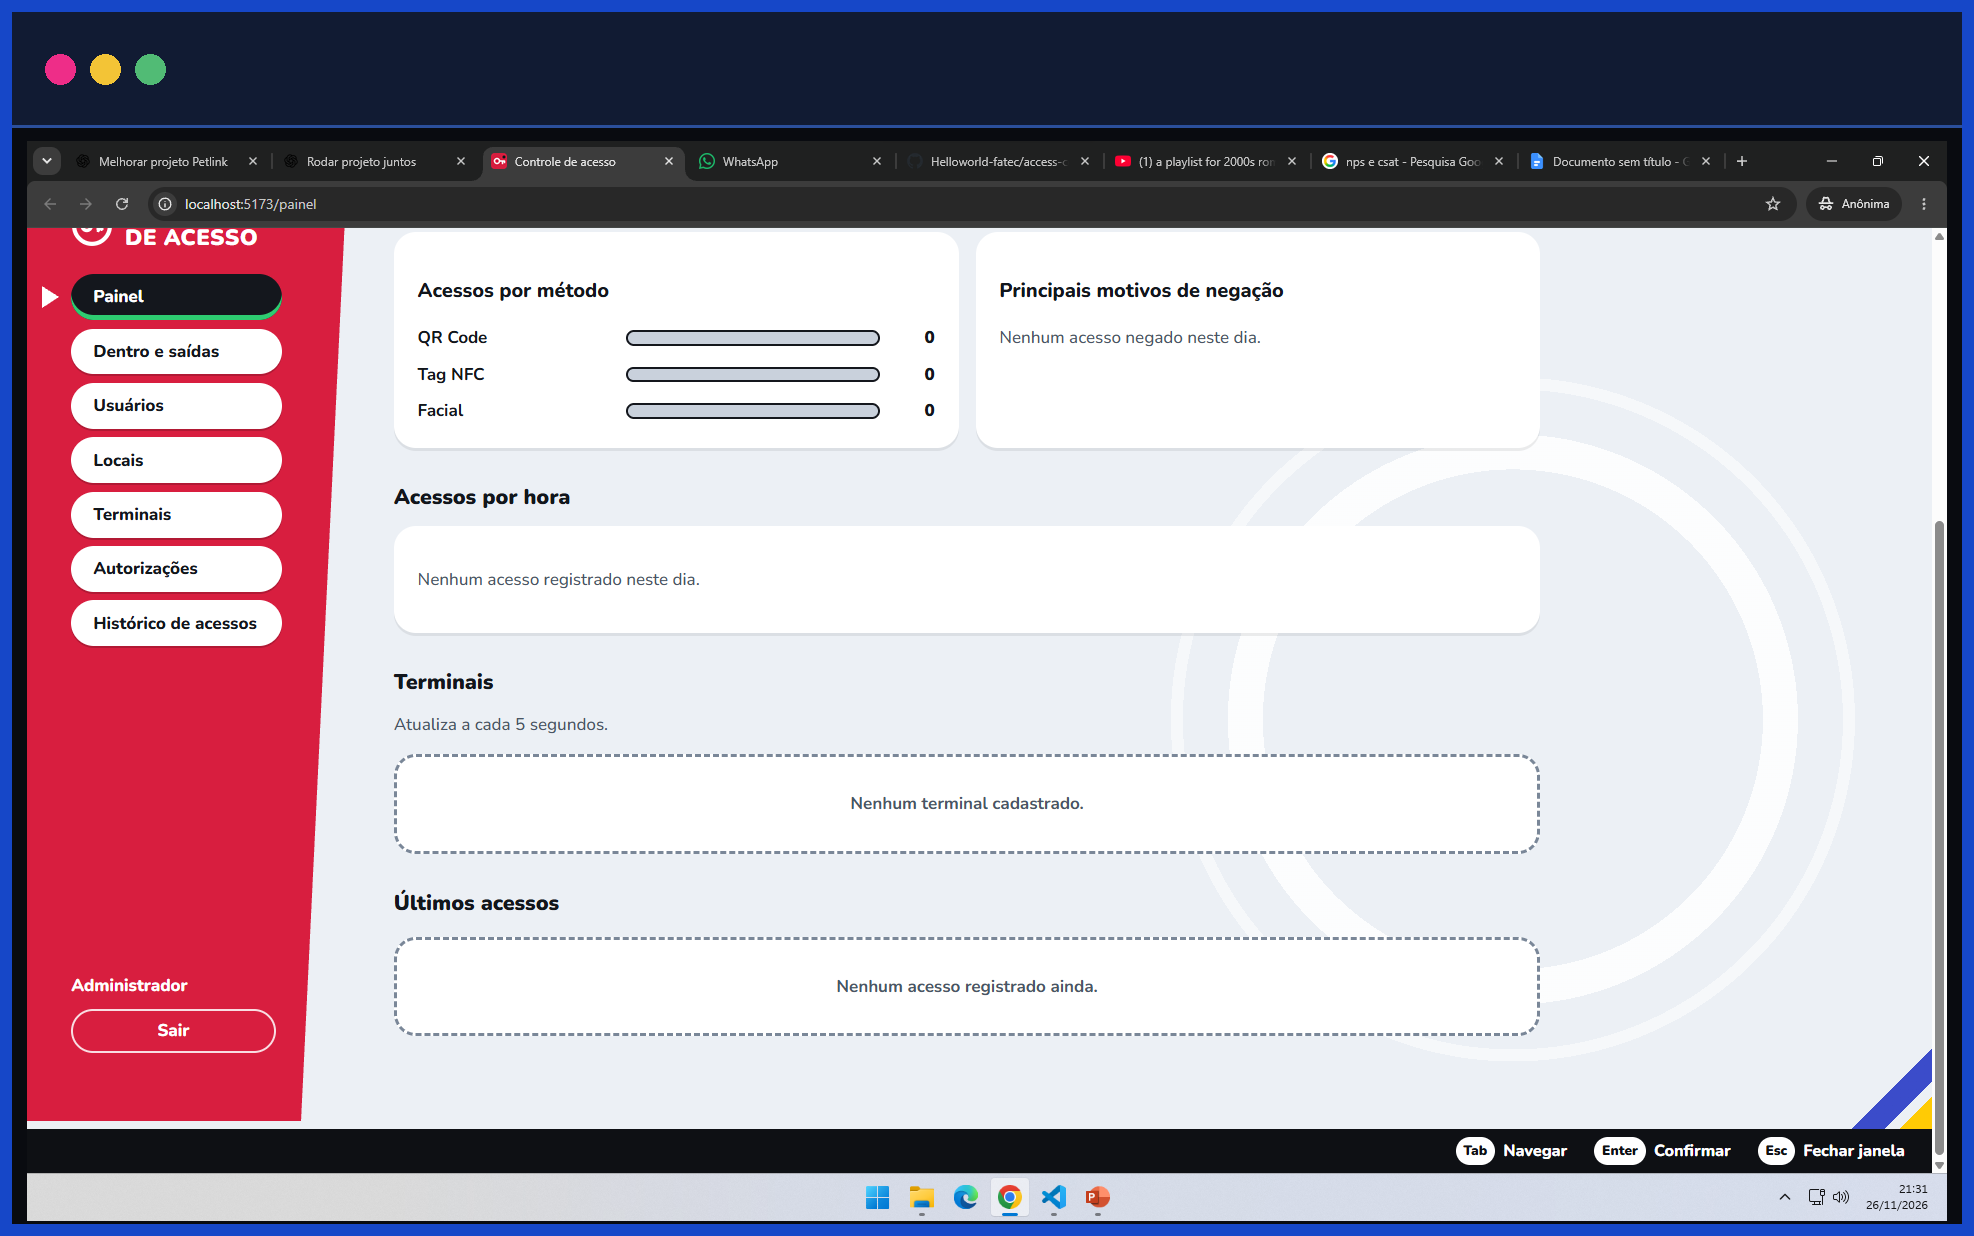 Melhorar projeto Petlink
Rodar projeto juntos
Controle de acesso
WhatsApp
Helloworld-fatec/access-c
(1) a playlist for 2000s ron
nps e csat - Pesquisa Goo
Documento sem título - G
localhost:5173/painel
Anônima
DE ACESSO
Painel
Dentro e saídas
Usuários
Locais
Terminais
Autorizações
Histórico de acessos
Administrador
Sair
Acessos por método
QR Code 0
Tag NFC 0
Facial 0
Principais motivos de negação
Nenhum acesso negado neste dia.
Acessos por hora
Nenhum acesso registrado neste dia.
Terminais
Atualiza a cada 5 segundos.
Nenhum terminal cadastrado.
Últimos acessos
Nenhum acesso registrado ainda.
Tab Navegar Enter Confirmar Esc Fechar janela
21:31
26/11/2026